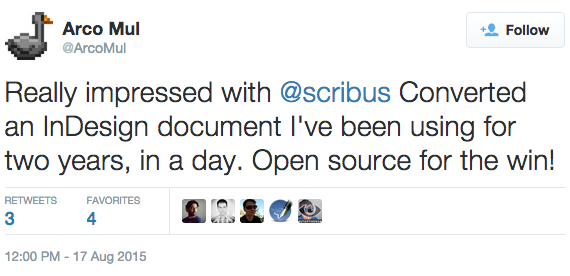 Arco Mul
@ArcoMul
Follow
Really impressed with @scribus Converted
an InDesign document I've been using for
two years, in a day. Open source for the win!
RETWEETS FAVORITES
3 4
12:00 PM - 17 Aug 2015